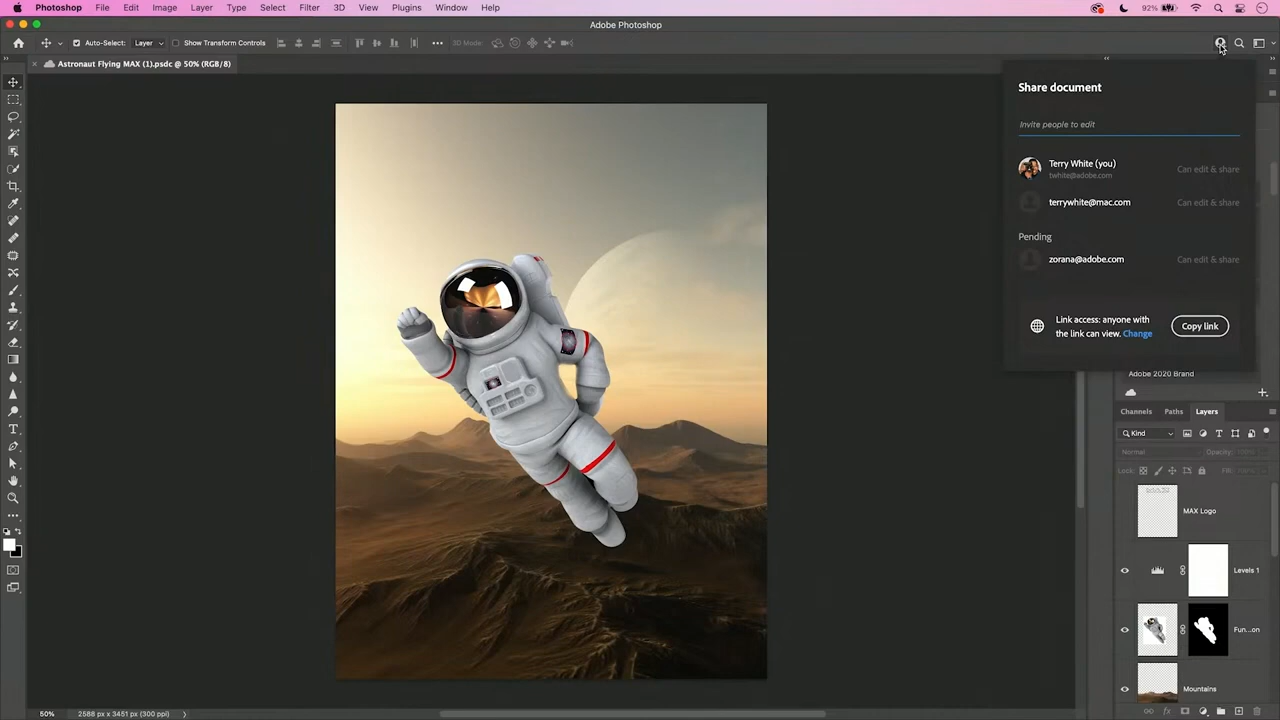 Photoshop File Edit Image Layer Type Select Filter 3D View Plugins Window Help 92%
Adobe Photoshop
Auto-Select: Layer Show Transform Controls 3D Mode:
Astronaut Flying MAX (1).psdc @ 50% (RGB/8)
Share document
Invite people to edit
Terry White (you) Can edit & share
twhite@adobe.com
terrywhite@mac.com Can edit & share
Pending
zorana@adobe.com Can edit & share
Link access: anyone with
the link can view. Change
Copy link
Adobe 2020 Brand
Channels Paths Layers
Kind
Normal Opacity: 100%
Lock: Fill: 100%
MAX Logo
Levels 1
Fun...on
Mountains
50% 2588 px x 3451 px (300 ppi)